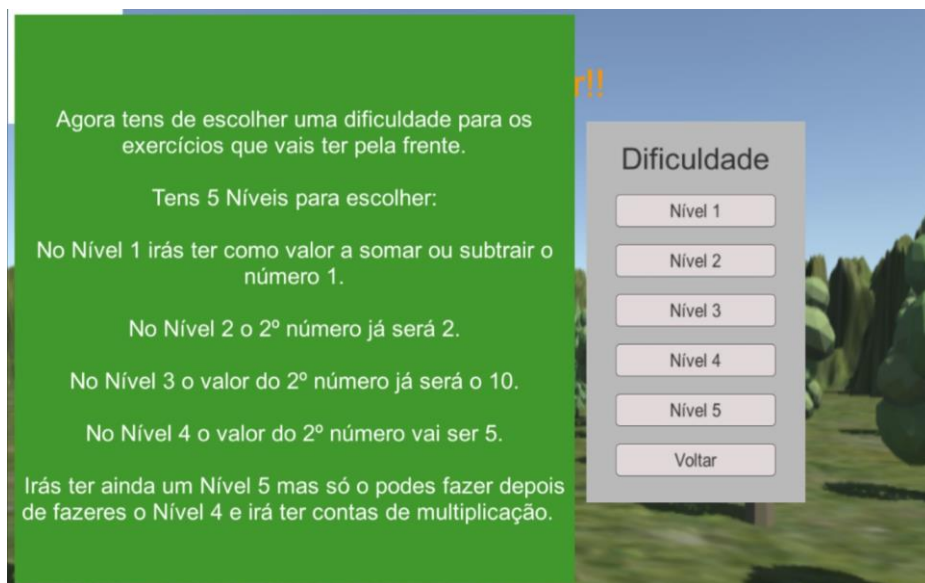 r!!
Agora tens de escolher uma dificuldade para os
exercícios que vais ter pela frente.
Tens 5 Níveis para escolher:
No Nível 1 irás ter como valor a somar ou subtrair o
número 1.
No Nível 2 o 2º número já será 2.
No Nível 3 o valor do 2º número já será o 10.
No Nível 4 o valor do 2º número vai ser 5.
Irás ter ainda um Nível 5 mas só o podes fazer depois
de fazeres o Nível 4 e irá ter contas de multiplicação.
Dificuldade
Nível 1
Nível 2
Nível 3
Nível 4
Nível 5
Voltar